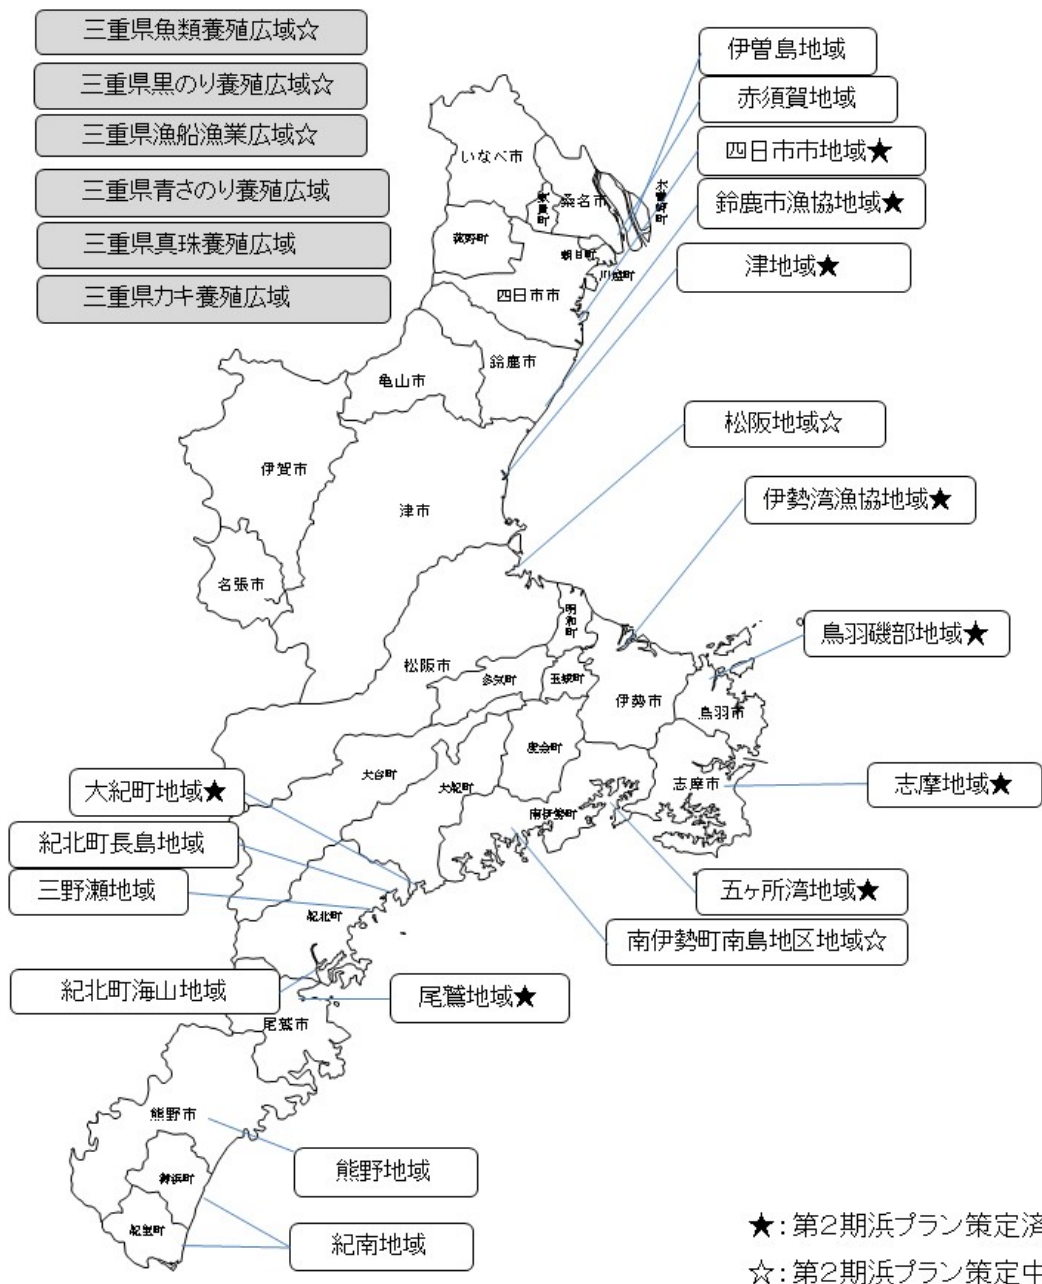 三重県魚類養殖広域☆
三重県黒のり養殖広域☆
三重県漁船漁業広域☆
三重県青さのり養殖広域
三重県真珠養殖広域
三重県カキ養殖広域
伊曽島地域
赤須賀地域
四日市市地域★
鈴鹿市漁協地域★
津地域★
松阪地域☆
伊勢湾漁協地域★
鳥羽磯部地域★
志摩地域★
五ヶ所湾地域★
南伊勢町南島地区地域☆
大紀町地域★
紀北町長島地域
三野瀬地域
紀北町海山地域
尾鷲地域★
熊野地域
紀南地域
いなべ市
東員町
桑名市
木曽岬町
菰野町
朝日町
川越町
四日市市
鈴鹿市
亀山市
伊賀市
津市
名張市
明和町
松阪市
多気町
玉城町
伊勢市
鳥羽市
度会町
大台町
大紀町
志摩市
南伊勢町
紀北町
尾鷲市
熊野市
御浜町
紀宝町
★:第2期浜プラン策定済
☆:第2期浜プラン策定中